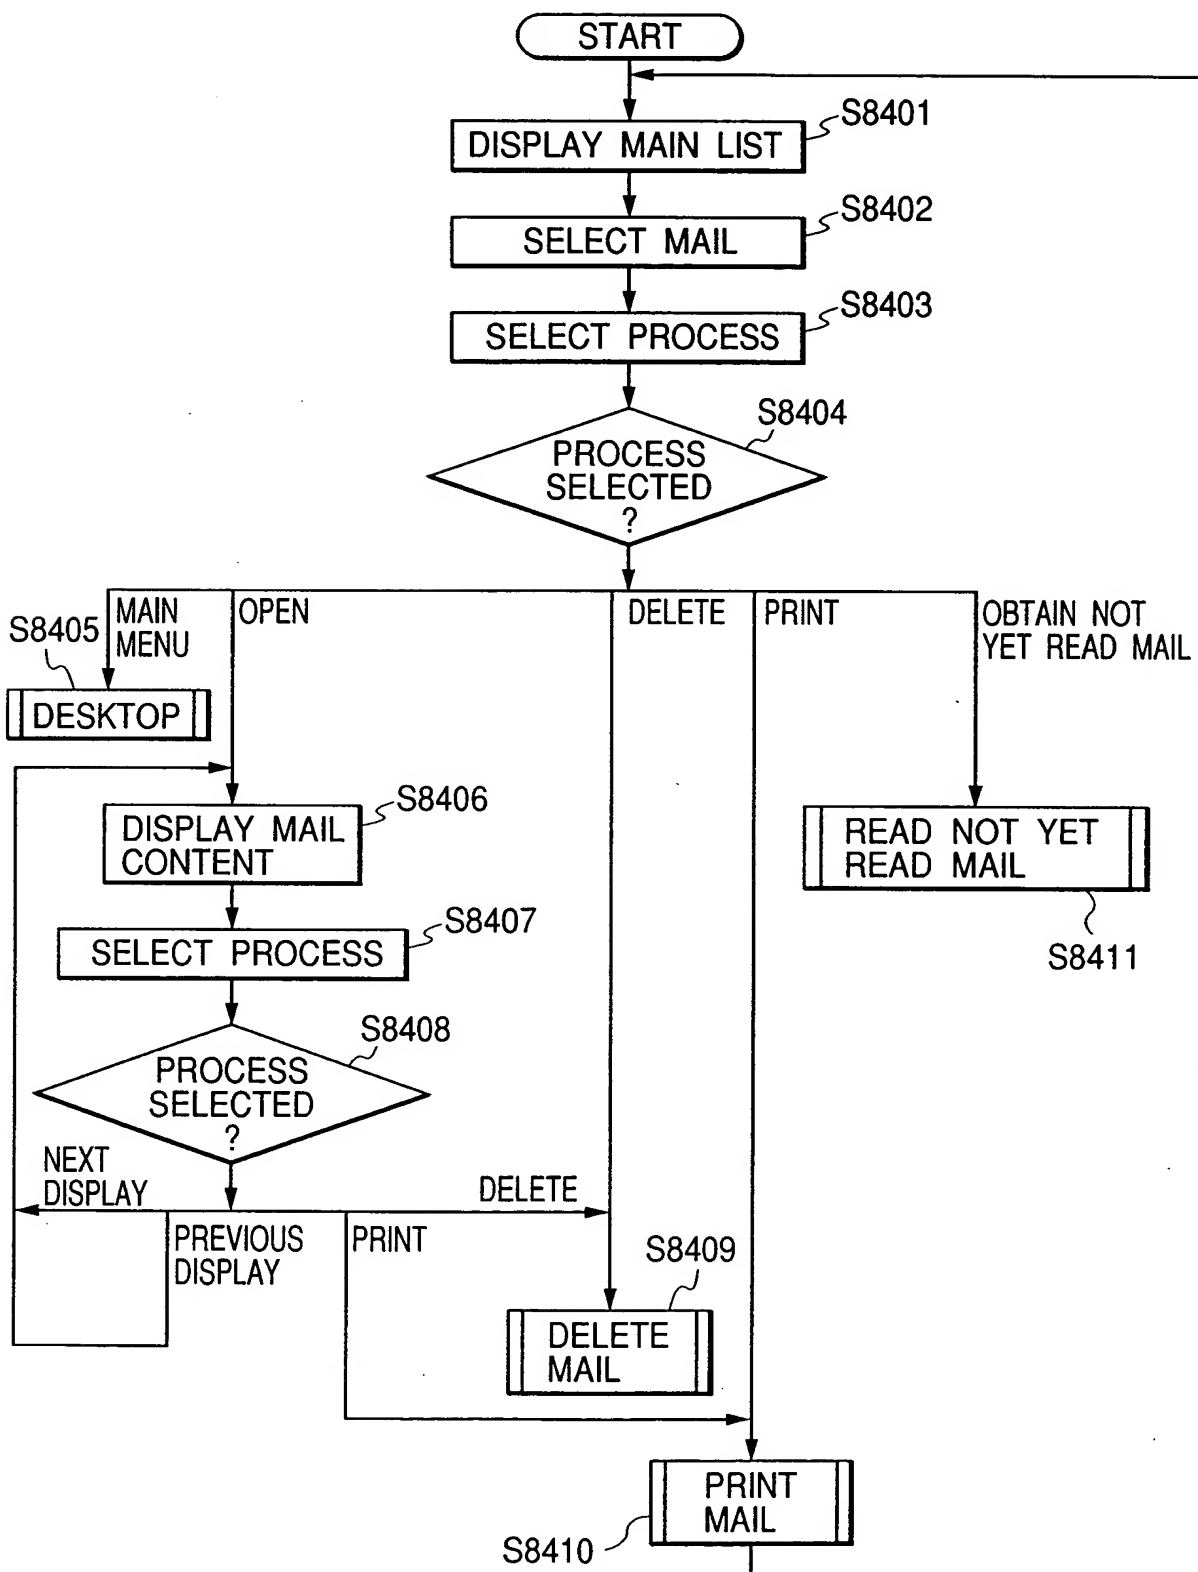 START
S8401
DISPLAY MAIN LIST
S8402
SELECT MAIL
S8403
SELECT PROCESS
S8404
PROCESS
SELECTED
?
MAIN
MENU
OPEN
DELETE
PRINT
OBTAIN NOT
YET READ MAIL
S8405
DESKTOP
S8406
DISPLAY MAIL
CONTENT
READ NOT YET
READ MAIL
S8407
SELECT PROCESS
S8411
S8408
PROCESS
SELECTED
?
NEXT
DISPLAY
DELETE
PREVIOUS
DISPLAY
PRINT
S8409
DELETE
MAIL
PRINT
MAIL
S8410